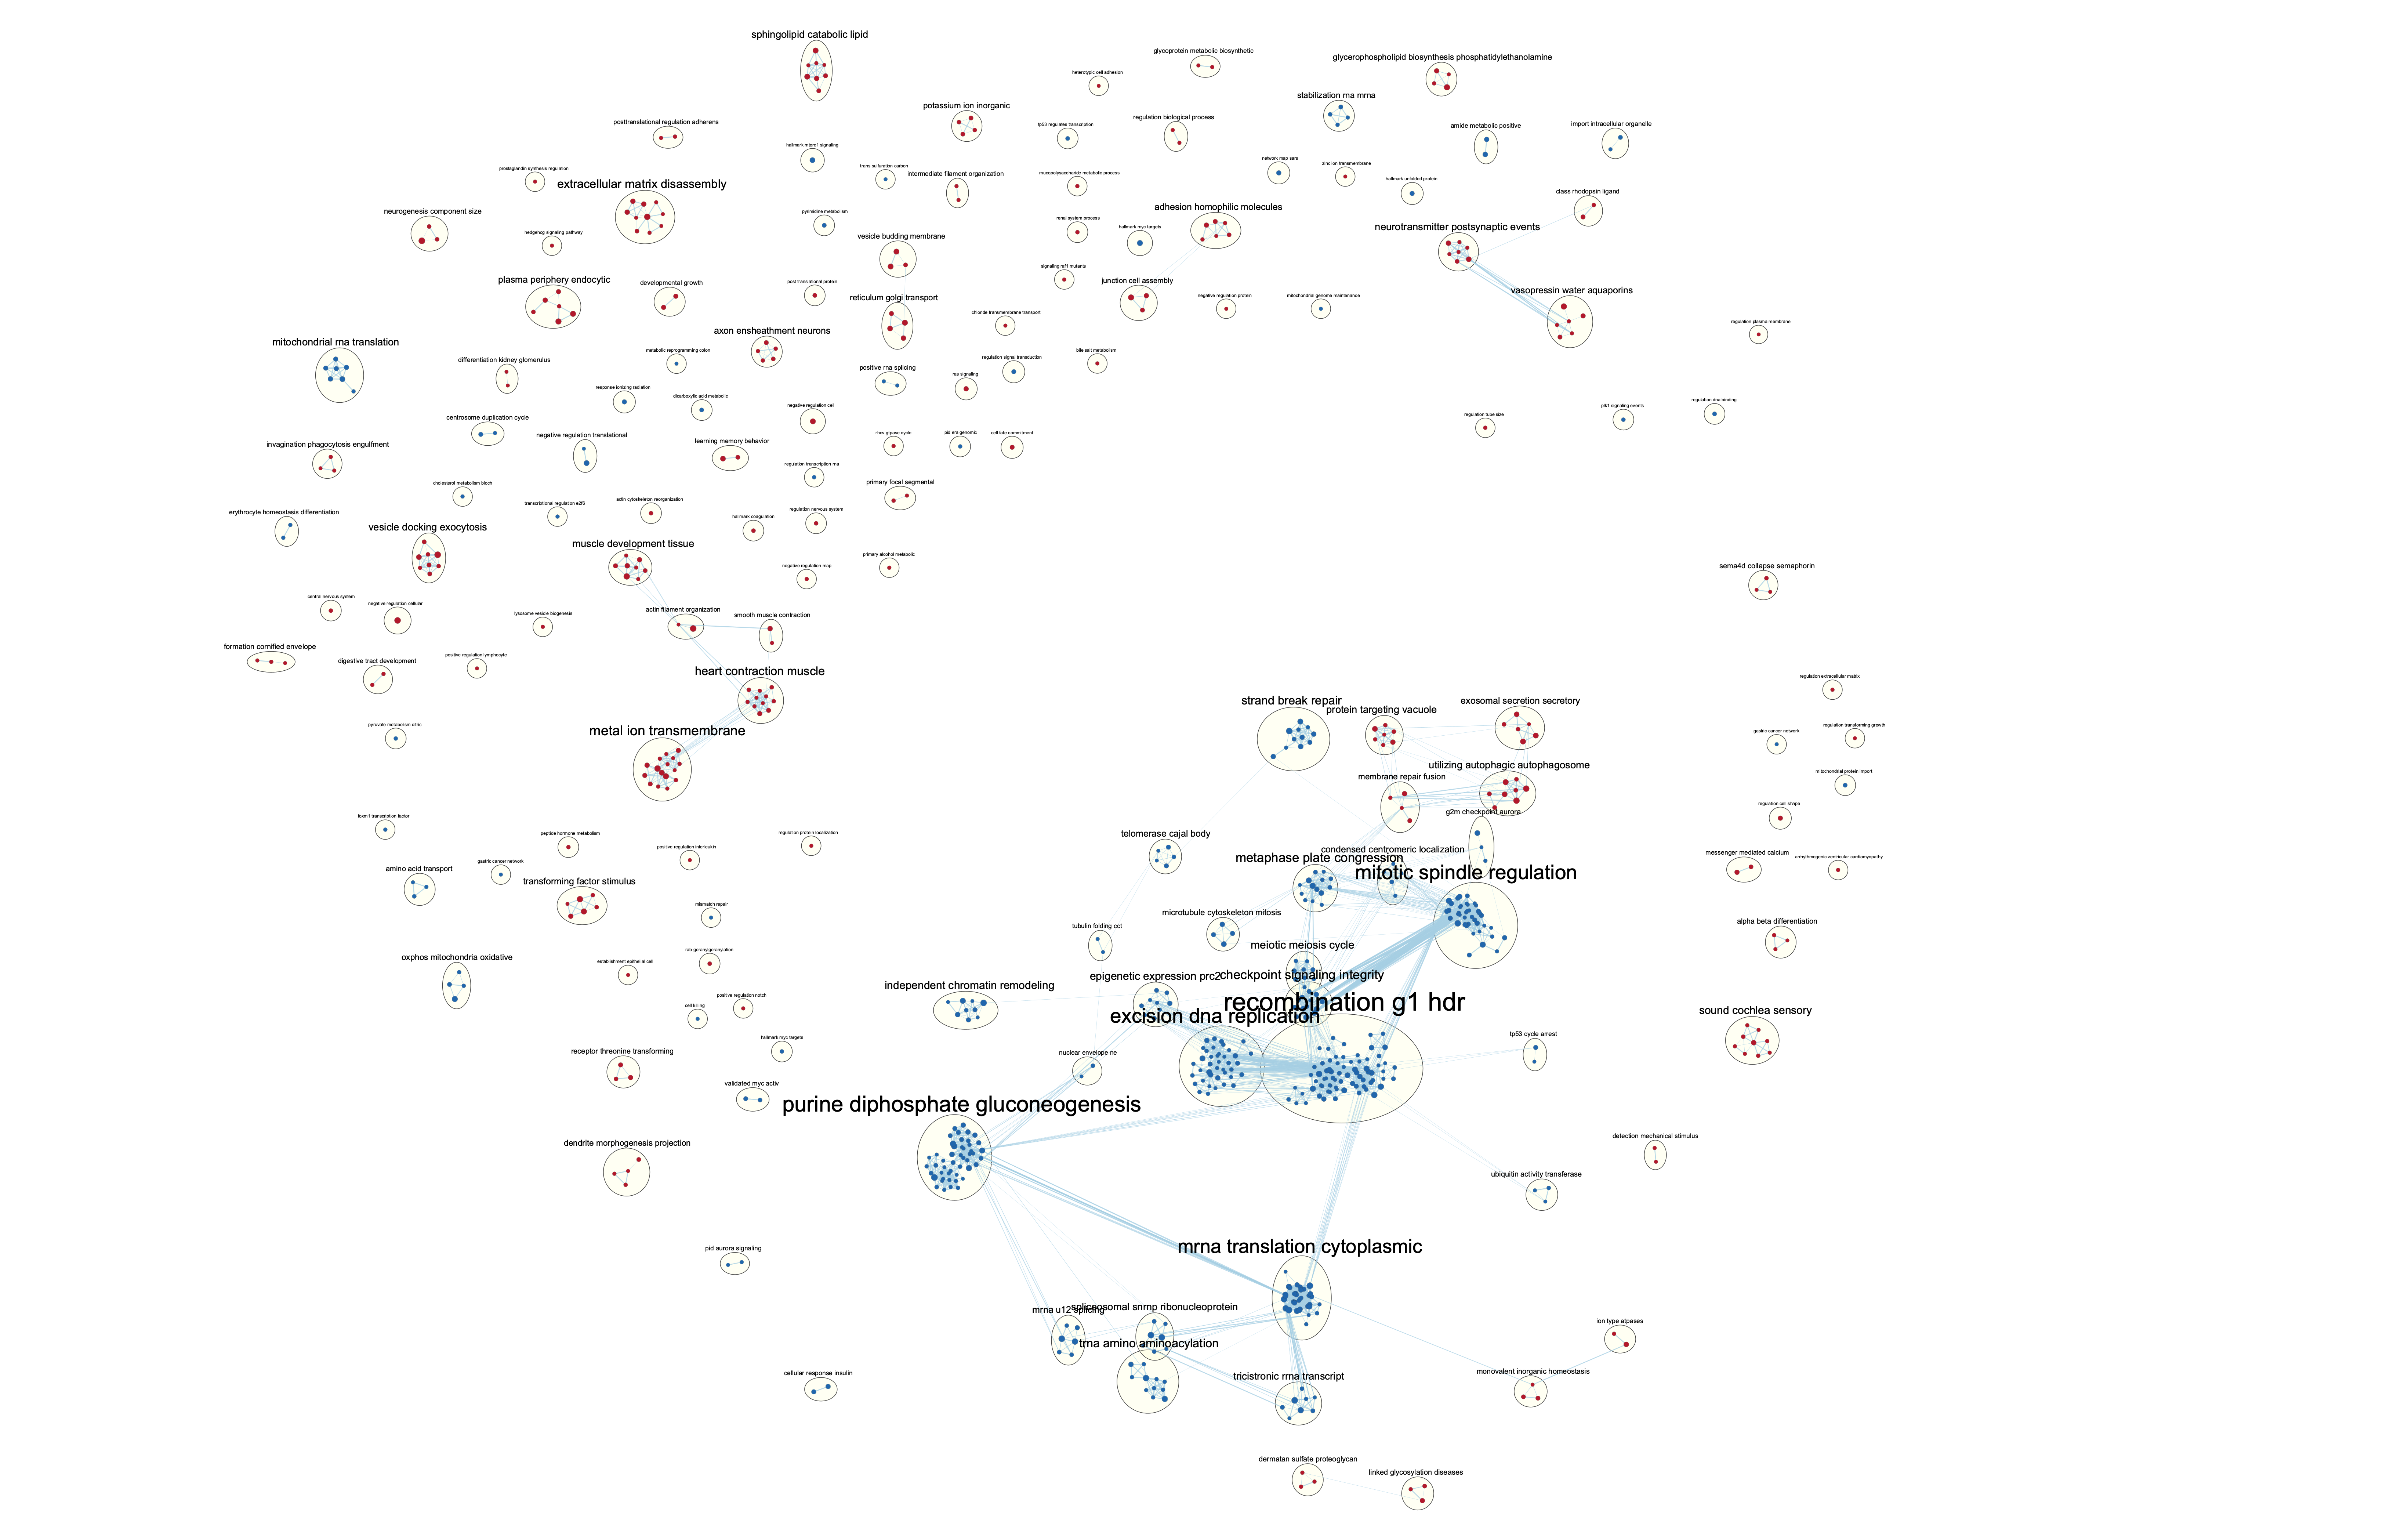 sphingolipid catabolic lipid
glycoprotein metabolic biosynthetic
glycerophospholipid biosynthesis phosphatidylethanolamine
heterotypic cell adhesion
stabilization rna mrna
potassium ion inorganic
regulation biological process
posttranslational regulation adherens
tp53 regulates transcription
amide metabolic positive
import intracellular organelle
hallmark mtorc1 signaling
network map sars
zinc ion transmembrane
trans sulfuration carbon
prostaglandin synthesis regulation
intermediate filament organization
mucopolysaccharide metabolic process
hallmark unfolded protein
extracellular matrix disassembly
class rhodopsin ligand
neurogenesis component size
pyrimidine metabolism
adhesion homophilic molecules
renal system process
hallmark myc targets
neurotransmitter postsynaptic events
hedgehog signaling pathway
vesicle budding membrane
signaling raf1 mutants
plasma periphery endocytic
developmental growth
post translational protein
junction cell assembly
vasopressin water aquaporins
reticulum golgi transport
negative regulation protein
mitochondrial genome maintenance
chloride transmembrane transport
regulation plasma membrane
axon ensheathment neurons
mitochondrial rna translation
metabolic reprogramming colon
differentiation kidney glomerulus
regulation signal transduction
bile salt metabolism
positive rna splicing
ras signaling
response ionizing radiation
dicarboxylic acid metabolic
negative regulation cell
plk1 signaling events
regulation dna binding
regulation tube size
centrosome duplication cycle
negative regulational translational
learning memory behavior
rhov gtpase cycle
pid atra genomic
cell fate commitment
invagination phagocytosis engulfment
regulation transcription rna
cholesterol metabolism bloch
primary focal segmental
transcriptional regulation e2f6
actin cytoskeleton reorganization
regulation nervous system
erythrocyte homeostasis differentiation
hallmark coagulation
vesicle docking exocytosis
muscle development tissue
primary alcohol metabolic
negative regulation map
sema4d collapse semaphorin
central nervous system
negative regulation cellular
lysosome vesicle biogenesis
actin filament organization
smooth muscle contraction
formation cornified envelope
digestive tract development
positive regulation lymphocyte
heart contraction muscle
regulation extracellular matrix
strand break repair
protein targeting vacuole
exosomal secretion secretory
pyruvate metabolism citric
metal ion transmembrane
gastric cancer network
regulation transforming growth
utilizing autophagic autophagosome
membrane repair fusion
mitochondrial protein import
regulation cell shape
g2m checkpoint aurora
foxm1 transcription factor
peptide hormone metabolism
regulation protein localization
telomerase cajal body
positive regulation interleukin
condensed centromeric localization
metaphase plate congression
messenger mediated calcium
arrhythmogenic ventricular cardiomyopathy
amino acid transport
gastric cancer network
mitotic spindle regulation
transforming factor stimulus
mismatch repair
microtubule cytoskeleton mitosis
alpha beta differentiation
tubulin folding cct
meiotic meiosis cycle
rab geranylgeranylation
oxphos mitochondria oxidative
establishment epithelial cell
epigenetic expression prc2
checkpoint signaling integrity
independent chromatin remodeling
positive regulation notch
recombination g1 hdr
cell killing
excision dna replication
sound cochlea sensory
tp53 cycle arrest
hallmark myc targets
receptor threonine transforming
nuclear envelope ne
validated myc activ
purine diphosphate gluconeogenesis
dendrite morphogenesis projection
detection mechanical stimulus
ubiquitin activity transferase
pid aurora signaling
mrna translation cytoplasmic
mrna u12 splicing
spliceosomal snrnp ribonucleoprotein
ion type atpases
trna amino aminoacylation
cellular response insulin
tricistronic rrna transcript
monovalent inorganic homeostasis
dermatan sulfate proteoglycan
linked glycosylation diseases